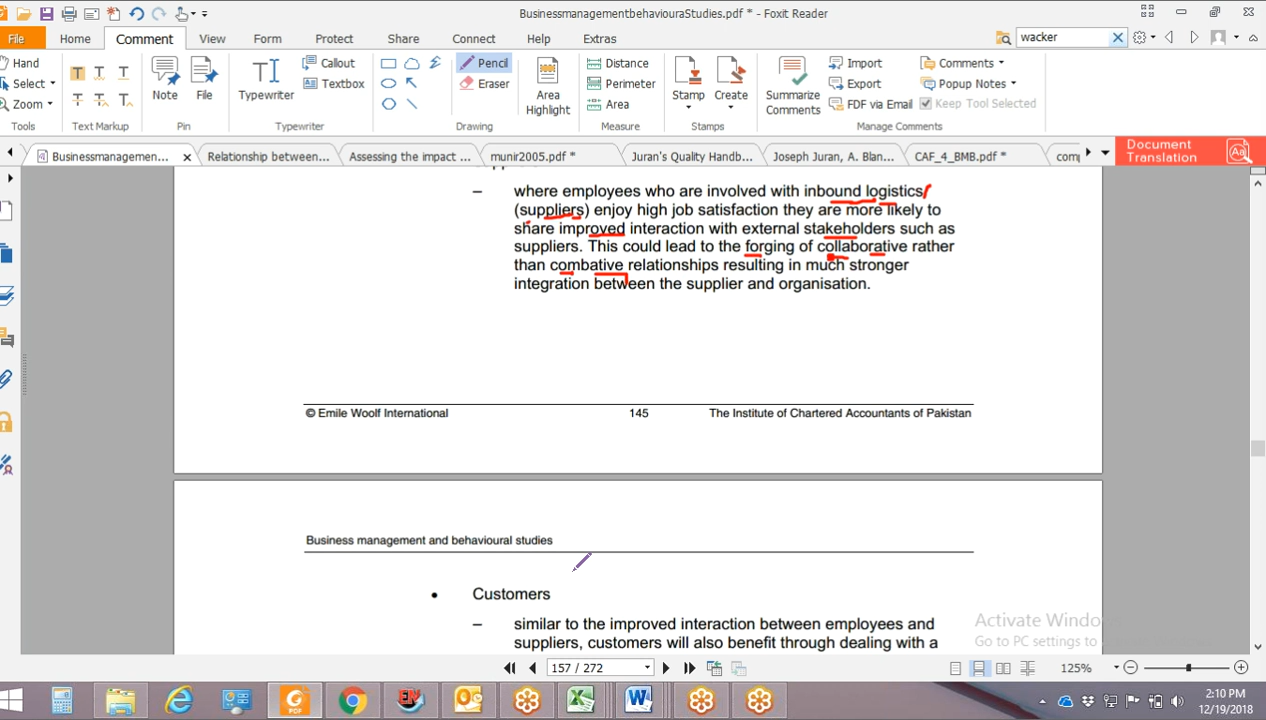 BusinessmanagementbehaviouraStudies.pdf * - Foxit Reader
File Home Comment View Form Protect Share Connect Help Extras
wacker
Hand
Select
Zoom
Tools
Text Markup
Note
File
Pin
Typewriter
Callout
Textbox
Typewriter
Pencil
Eraser
Drawing
Area Highlight
Distance
Perimeter
Area
Measure
Stamp
Create
Stamps
Summarize Comments
Import
Export
FDF via Email
Comments
Popup Notes
Keep Tool Selected
Manage Comments
Businessmanagemen... Relationship between... Assessing the impact ... munir2005.pdf * Juran's Quality Handb... Joseph Juran, A. Blan... CAF_4_BMB.pdf * com
Document Translation
– where employees who are involved with inbound logistics
(suppliers) enjoy high job satisfaction they are more likely to
share improved interaction with external stakeholders such as
suppliers. This could lead to the forging of collaborative rather
than combative relationships resulting in much stronger
integration between the supplier and organisation.
© Emile Woolf International 145 The Institute of Chartered Accountants of Pakistan
Business management and behavioural studies
• Customers
– similar to the improved interaction between employees and
suppliers, customers will also benefit through dealing with a
Activate Windo
Go to PC settings to
157 / 272
125%
2:10 PM
12/19/2018